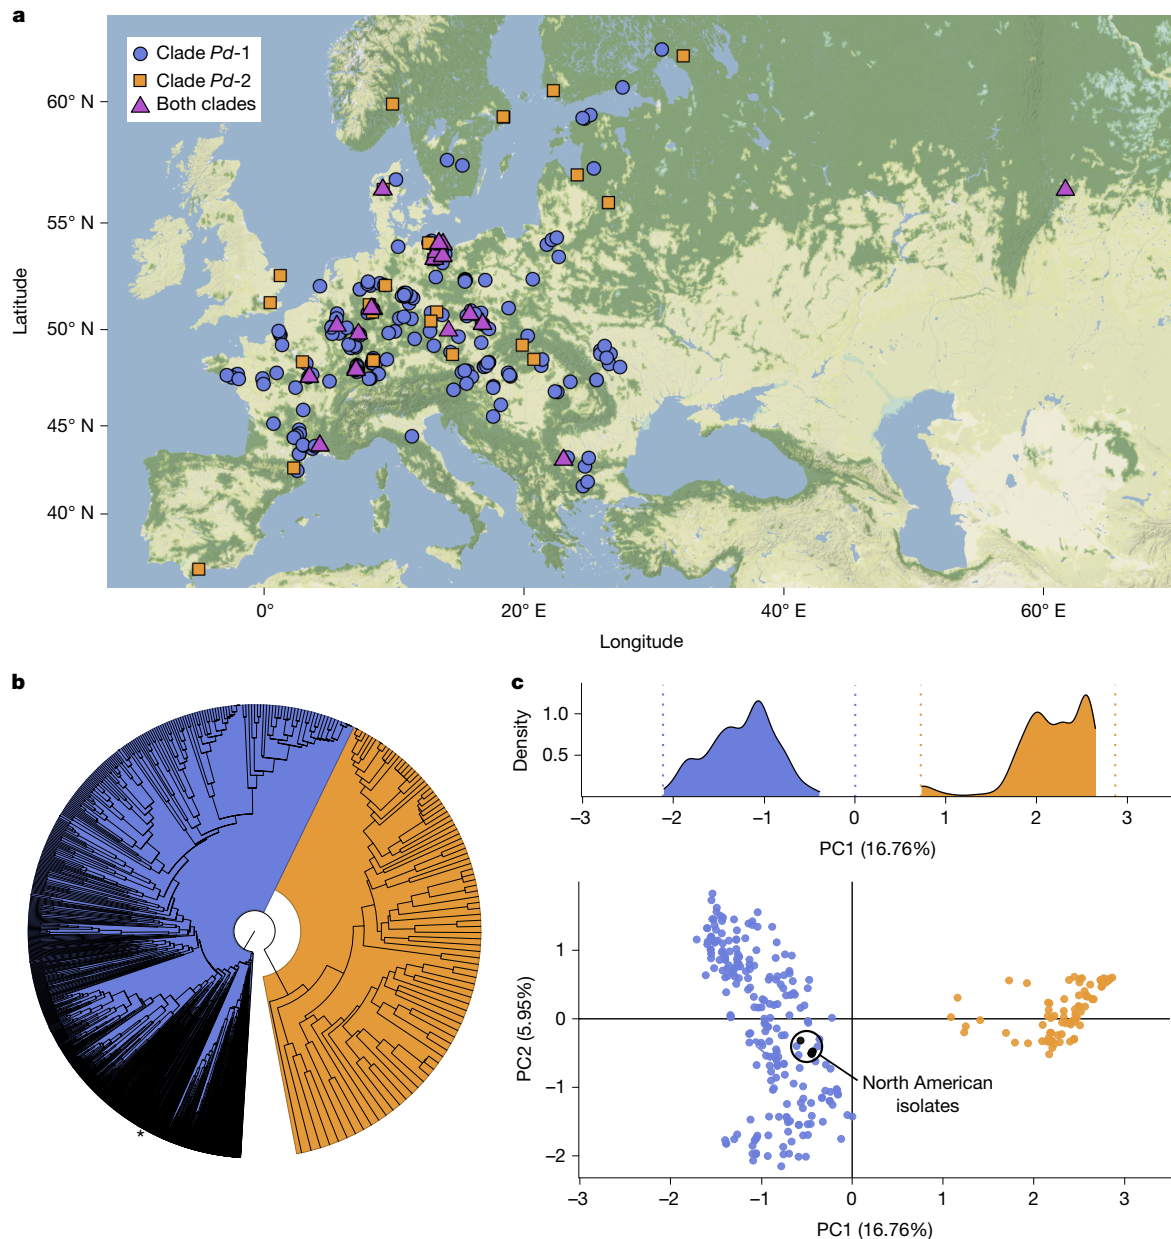 a
Clade Pd-1
Clade Pd-2
Both clades
60° N
55° N
50° N
45° N
40° N
Latitude
0°
20° E
40° E
60° E
Longitude
b
*
c
Density
1.0
0.5
−3
−2
−1
0
1
2
3
PC1 (16.76%)
PC2 (5.95%)
1
0
−1
−2
North American
isolates
−3
−2
−1
0
1
2
3
PC1 (16.76%)